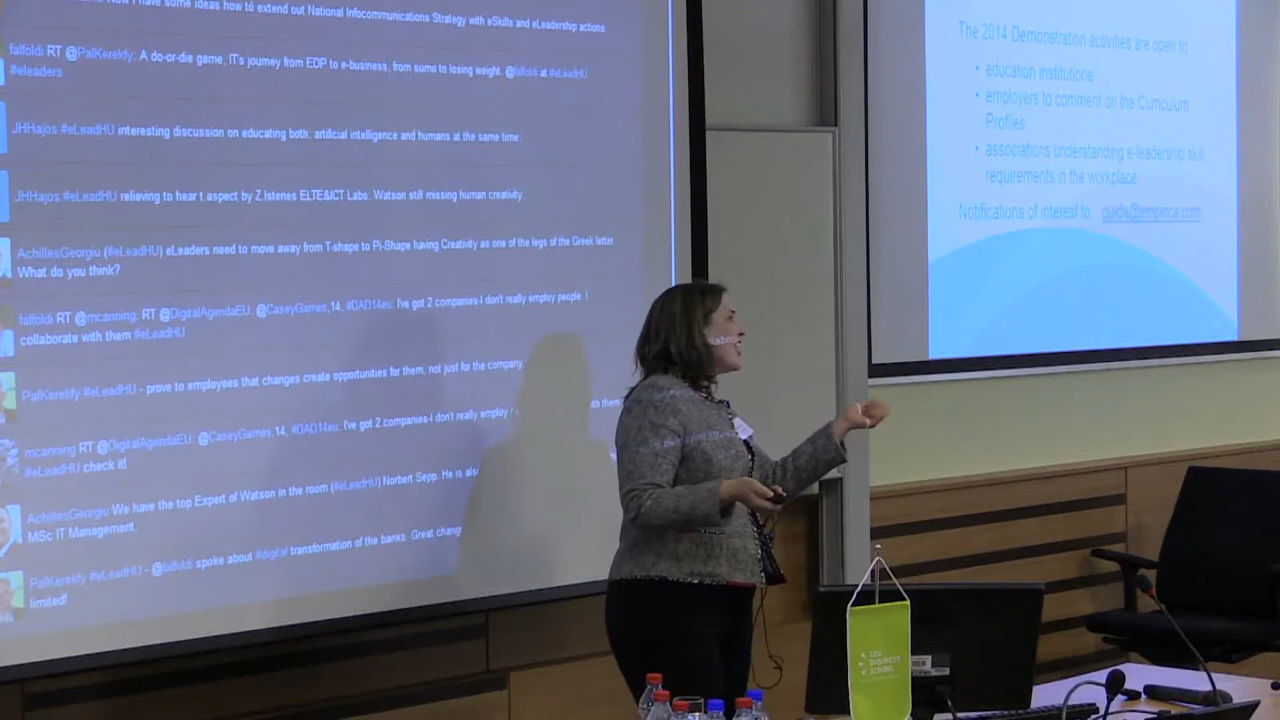 Now I have some ideas how to extend out National Infocommunications Strategy with eSkills and eLeadership actions
falfoldi RT @PalKerekfy: A do-or-die game, IT's journey from EDP to e-business, from sumo to losing weight. @falfoldi at #eLeadHU
#eleaders
JHHajos #eLeadHU interesting discussion on educating both: artificial intelligence and humans at the same time..
JHHajos #eLeadHU relieving to hear t aspect by Z.Istenes ELTE&ICT Labs: Watson still missing human creativity..
AchillesGeorgiu (#eLeadHU) eLeaders need to move away from T-shape to Pi-Shape having Creativity as one of the legs of the Greek letter.
What do you think?
falfoldi RT @mcanning: RT @DigitalAgendaEU: @CaseyGames,14, #DAD14eu: I've got 2 companies-I don't really employ people. I
collaborate with them #eLeadHU
PalKerekfy #eLeadHU - prove to employees that changes create opportunities for them, not just for the company
mcanning RT @DigitalAgendaEU: @CaseyGames,14, #DAD14eu: I've got 2 companies-I don't really employ with them
#eLeadHU check it!
AchillesGeorgiu We have the top Expert of Watson in the room (#eLeadHU) Norbert Sepp. He is also
MSc IT Management.
PalKerekfy #eLeadHU - @falfoldi spoke about #digital transformation of the banks. Great chang
limited!
The 2014 Demonstration activities are open to
• education institutions
• employers to comment on the Curriculum
Profiles
• associations understanding e-leadership skill
requirements in the workplace
Notifications of interest to guide@empirica.com
CEU
BUSINESS
SCHOOL